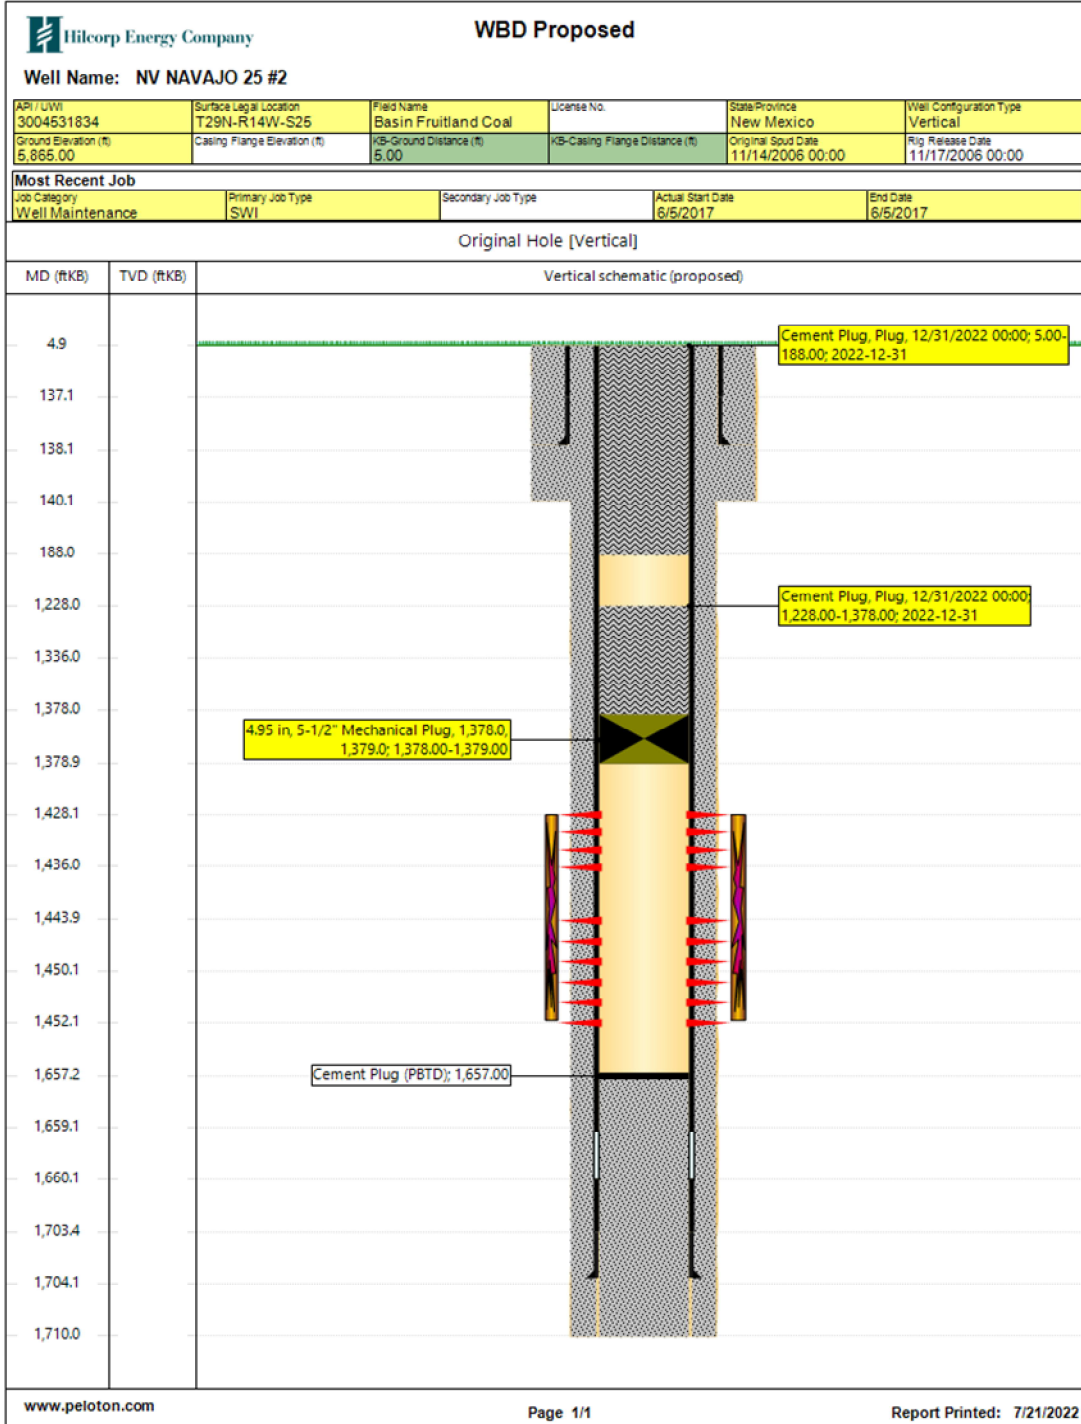 Hilcorp Energy Company
WBD Proposed
Well Name: NV NAVAJO 25 #2
API / UWI
3004531834
Surface Legal Location
T29N-R14W-S25
Field Name
Basin Fruitland Coal
License No.
State/Province
New Mexico
Well Configuration Type
Vertical
Ground Elevation (ft)
5,865.00
Casing Flange Elevation (ft)
KB-Ground Distance (ft)
5.00
KB-Casing Flange Distance (ft)
Original Spud Date
11/14/2006 00:00
Rig Release Date
11/17/2006 00:00
Most Recent Job
Job Category
Well Maintenance
Primary Job Type
SWI
Secondary Job Type
Actual Start Date
6/5/2017
End Date
6/5/2017
Original Hole [Vertical]
MD (ftKB)
TVD (ftKB)
Vertical schematic (proposed)
4.9
Cement Plug, Plug, 12/31/2022 00:00; 5.00-
188.00; 2022-12-31
137.1
138.1
140.1
188.0
1,228.0
Cement Plug, Plug, 12/31/2022 00:00;
1,228.00-1,378.00; 2022-12-31
1,336.0
1,378.0
4.95 in, 5-1/2" Mechanical Plug, 1,378.0,
1,379.0; 1,378.00-1,379.00
1,378.9
1,428.1
1,436.0
1,443.9
1,450.1
1,452.1
Cement Plug (PBTD); 1,657.00
1,657.2
1,659.1
1,660.1
1,703.4
1,704.1
1,710.0
www.peloton.com
Page 1/1
Report Printed: 7/21/2022